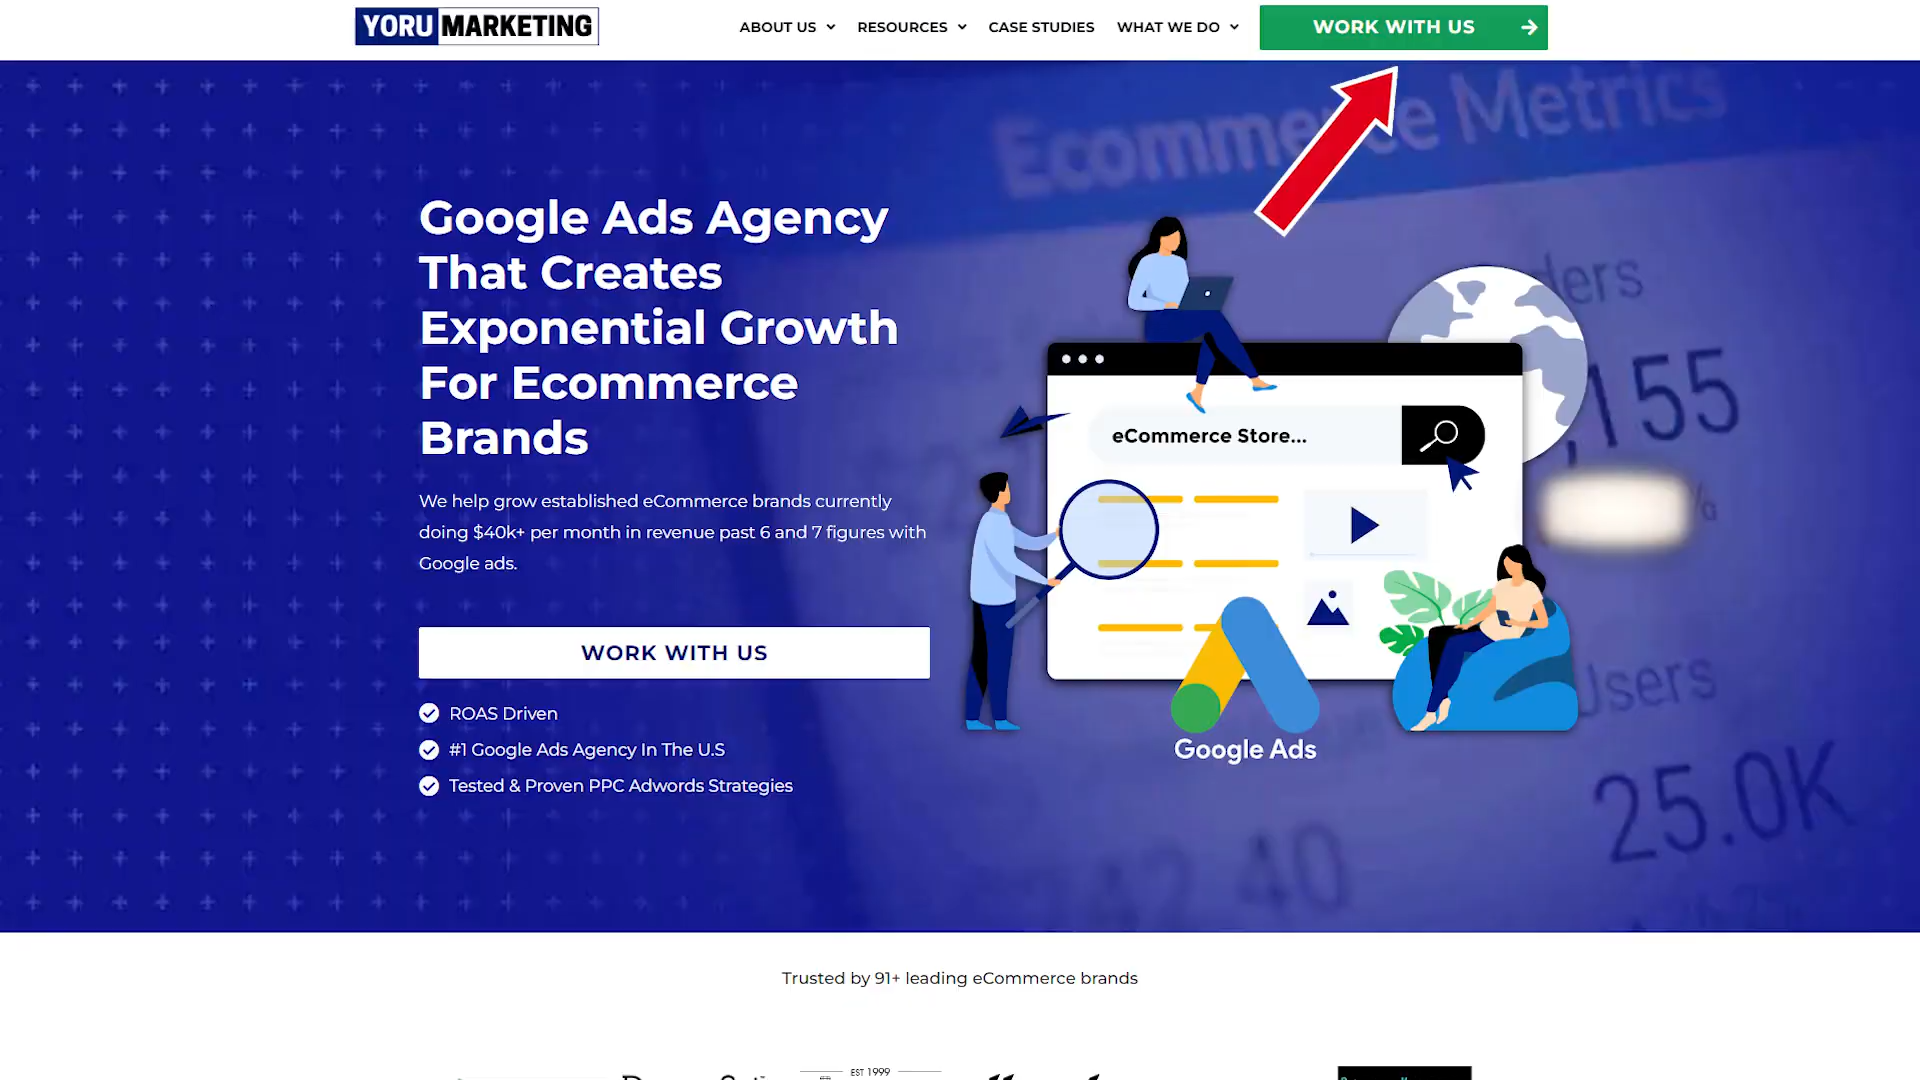 YORU MARKETING
ABOUT US
RESOURCES
CASE STUDIES
WHAT WE DO
WORK WITH US
Ecommerce Metrics
Google Ads Agency
That Creates
Exponential Growth
For Ecommerce
Brands
We help grow established eCommerce brands currently
doing $40k+ per month in revenue past 6 and 7 figures with
Google ads.
WORK WITH US
ROAS Driven
#1 Google Ads Agency In The U.S
Tested & Proven PPC Adwords Strategies
eCommerce Store...
Google Ads
,155
%
Users
25.0K
242.40
Trusted by 91+ leading eCommerce brands
EST 1999